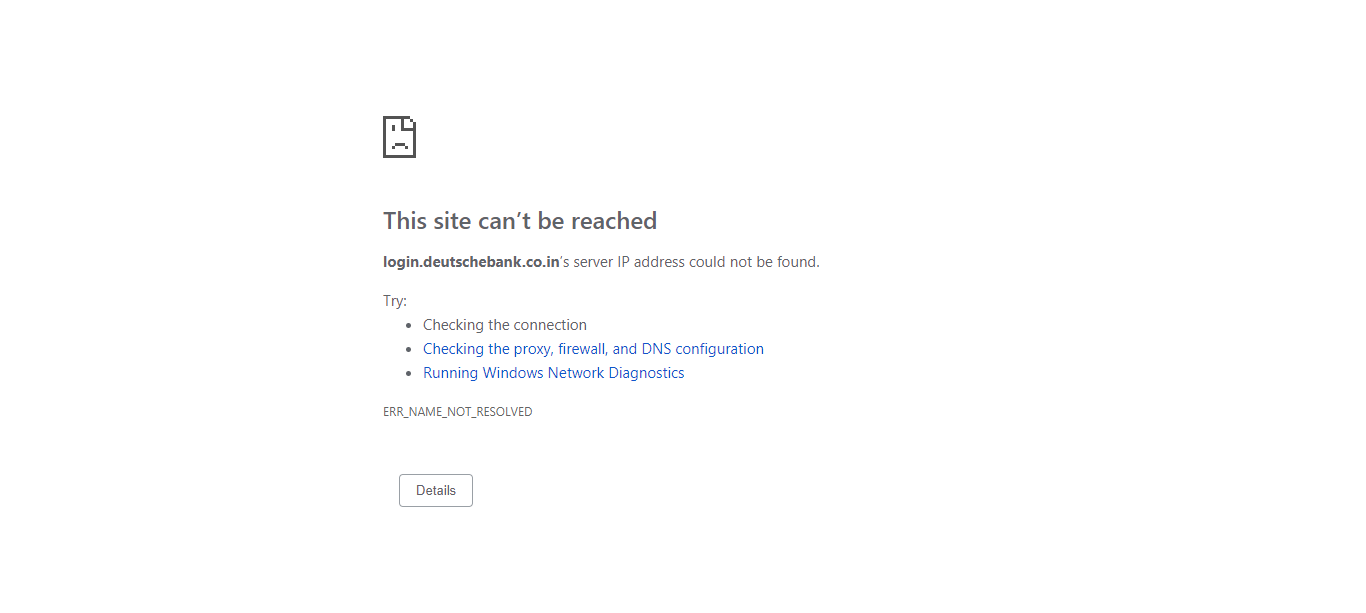 This site can’t be reached
login.deutschebank.co.in’s server IP address could not be found.
Try:
• Checking the connection
• Checking the proxy, firewall, and DNS configuration
• Running Windows Network Diagnostics
ERR_NAME_NOT_RESOLVED
Details